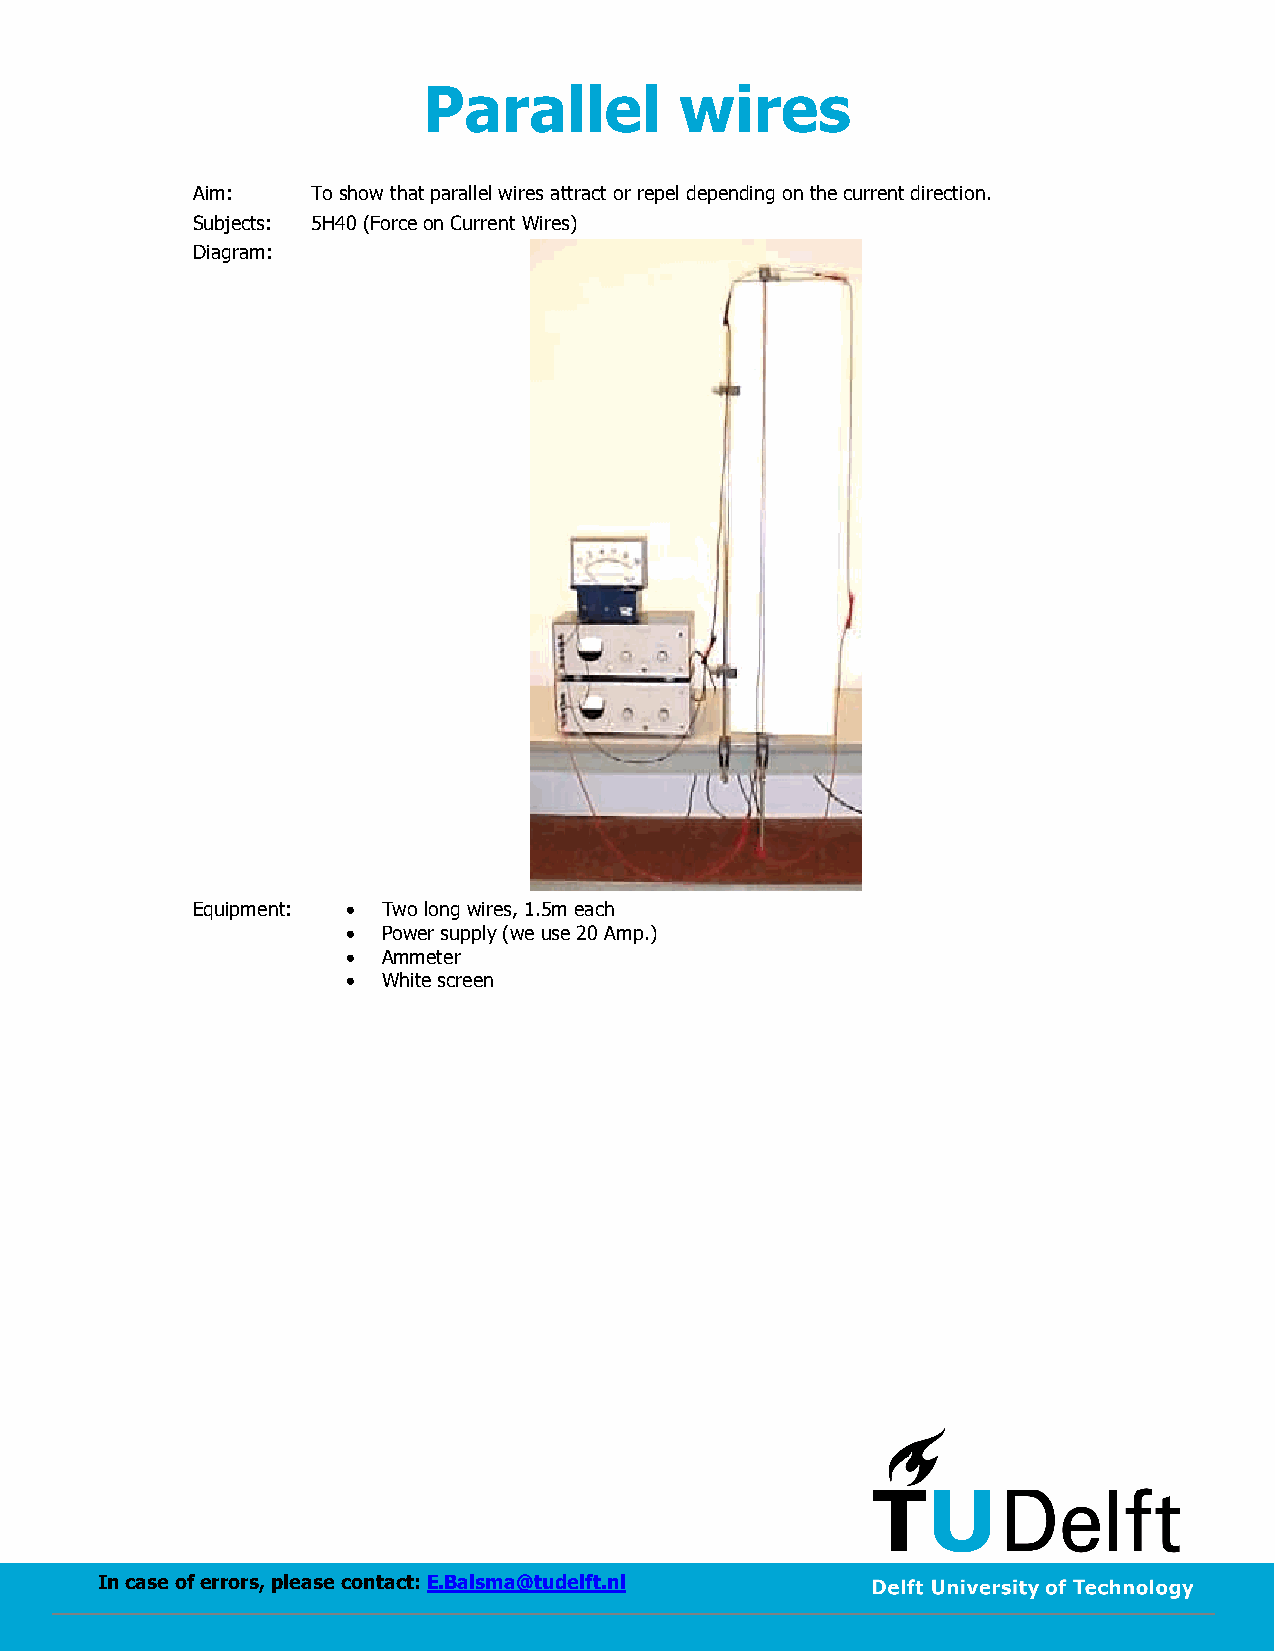 Parallel wires
Aim: To show that parallel wires attract or repel depending on the current direction.
Subjects: 5H40 (Force on Current Wires)
Diagram:
Equipment: • Two long wires, 1.5m each
• Power supply (we use 20 Amp.)
• Ammeter
• White screen
TUDelft
In case of errors, please contact: E.Balsma@tudelft.nl
Delft University of Technology